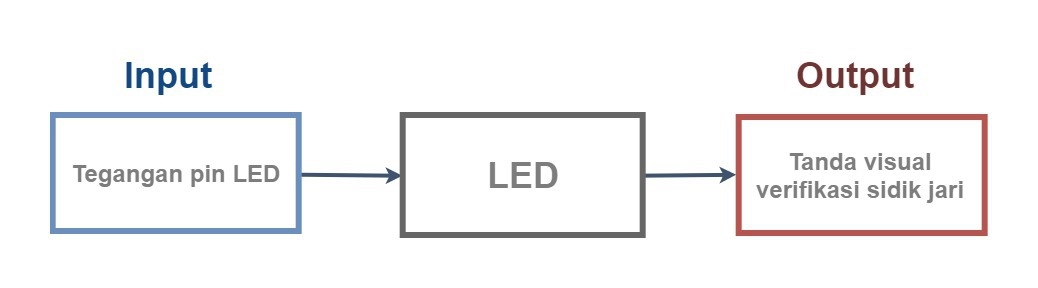 Input
Output
Tegangan pin LED
LED
Tanda visual
verifikasi sidik jari